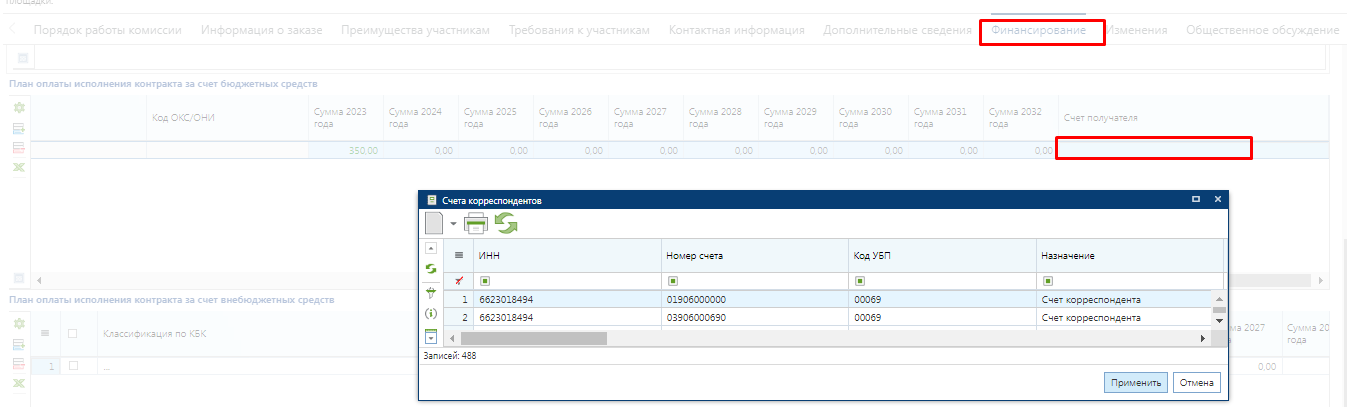 площадки:
Порядок работы комиссии Информация о заказе Преимущества участникам Требования к участникам Контактная информация Дополнительные сведения Финансирование Изменения Общественное обсуждение
План оплаты исполнения контракта за счет бюджетных средств
Код ОКС/ОНИ Сумма 2023 года Сумма 2024 года Сумма 2025 года Сумма 2026 года Сумма 2027 года Сумма 2028 года Сумма 2029 года Сумма 2030 года Сумма 2031 года Сумма 2032 года Счет получателя
350.00 0.00 0.00 0.00 0.00 0.00 0.00 0.00 0.00 0.00
Счета корреспондентов
ИНН Номер счета Код УБП Назначение
1 6623018494 01906000000 00069 Счет корреспондента
2 6623018494 03906000690 00069 Счет корреспондента
Записей: 488
Применить Отмена
План оплаты исполнения контракта за счет внебюджетных средств
Классификация по КБК 2027 года Сумма 20 года
1 ... 0,00